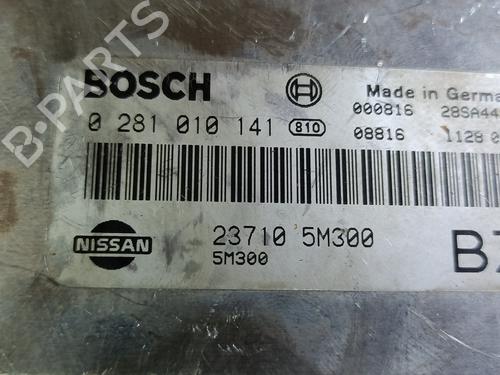 B-PARTS
BOSCH
Made in Germa
0 281 010 141 810
000816 28SA44
08816 1128 0
NISSAN
23710 5M300
5M300